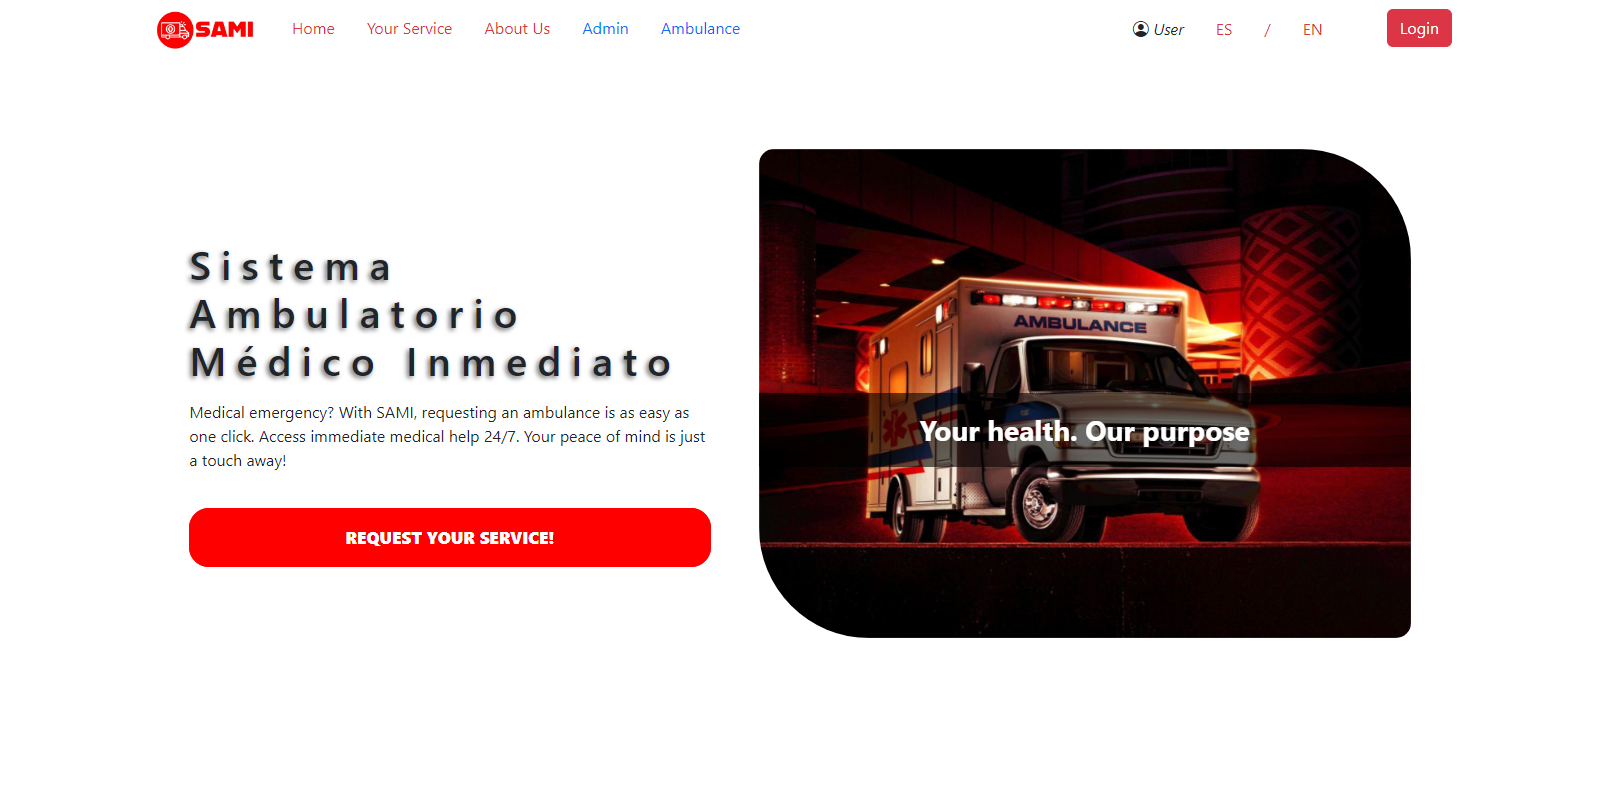 SAMI
Home
Your Service
About Us
Admin
Ambulance
User
ES
/
EN
Login
Sistema
Ambulatorio
Médico Inmediato
Medical emergency? With SAMI, requesting an ambulance is as easy as
one click. Access immediate medical help 24/7. Your peace of mind is just
a touch away!
REQUEST YOUR SERVICE!
AMBULANCE
Your health. Our purpose